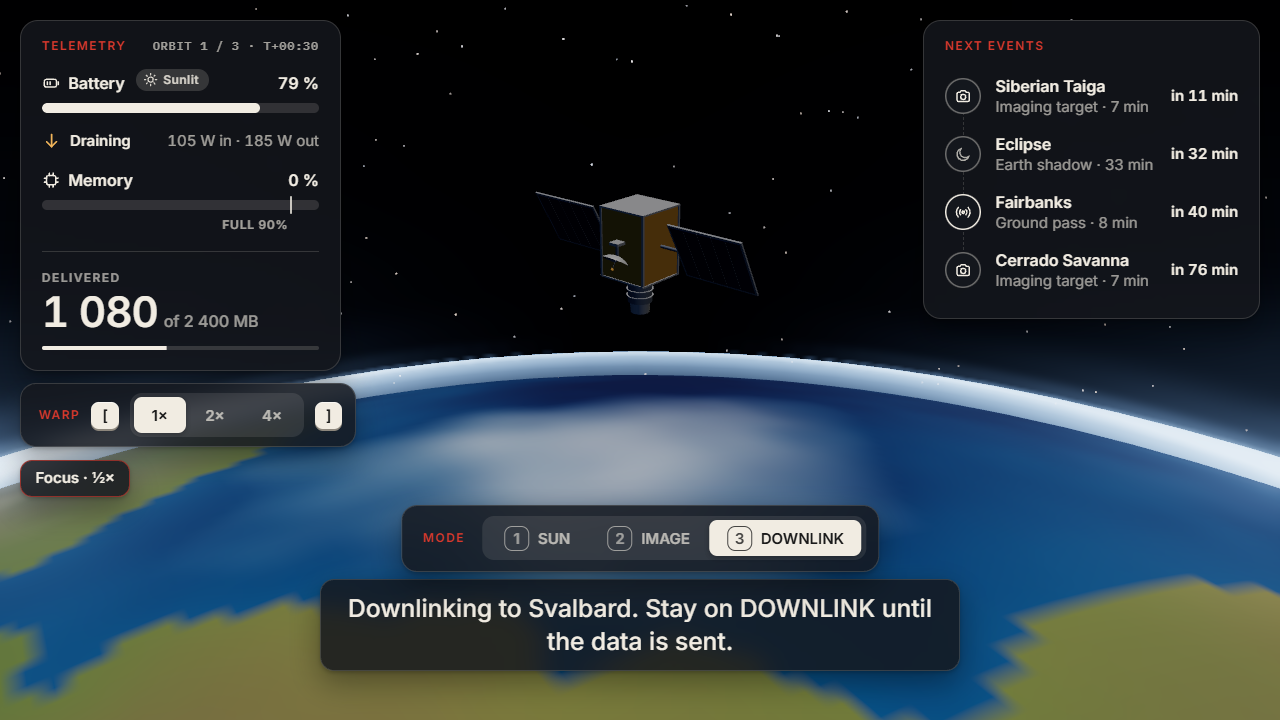 TELEMETRY ORBIT 1 / 3 · T+00:30
Battery Sunlit 79 %
Draining 105 W in · 185 W out
Memory 0 %
FULL 90%
DELIVERED
1 080 of 2 400 MB
WARP [ 1× 2× 4× ]
Focus · ½×
NEXT EVENTS
Siberian Taiga
Imaging target · 7 min
in 11 min
Eclipse
Earth shadow · 33 min
in 32 min
Fairbanks
Ground pass · 8 min
in 40 min
Cerrado Savanna
Imaging target · 7 min
in 76 min
MODE 1 SUN 2 IMAGE 3 DOWNLINK
Downlinking to Svalbard. Stay on DOWNLINK until
the data is sent.